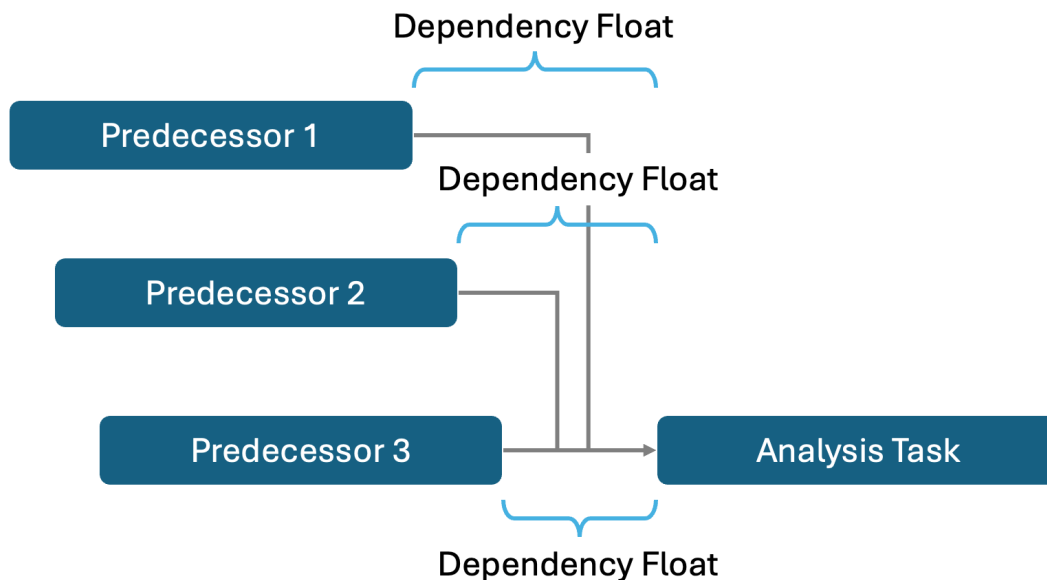 Dependency Float
Predecessor 1
Dependency Float
Predecessor 2
Predecessor 3
Analysis Task
Dependency Float